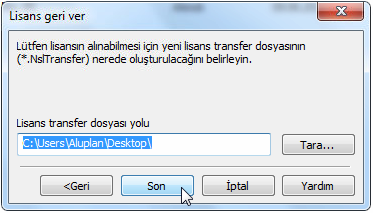 Lisans geri ver
Lütfen lisansın alınabilmesi için yeni lisans transfer dosyasının
(*.NslTransfer) nerede oluşturulacağını belirleyin.
Lisans transfer dosyası yolu
C:\Users\Aluplan\Desktop\
Tara...
<Geri
Son
İptal
Yardım